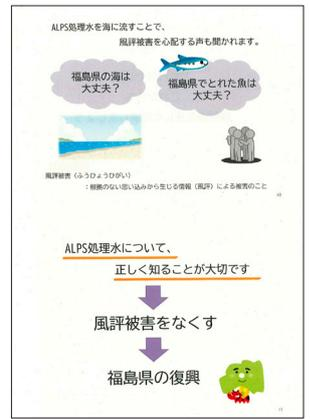 ALPS処理水を海に流すことで、
風評被害を心配する声も聞かれます。
福島県の海は
大丈夫？
福島県でとれた魚は
大丈夫？
風評被害（ふうひょうひがい）
：根拠のない思い込みから生じる情報（風評）による被害のこと
ALPS処理水について、
正しく知ることが大切です
風評被害をなくす
福島県の復興